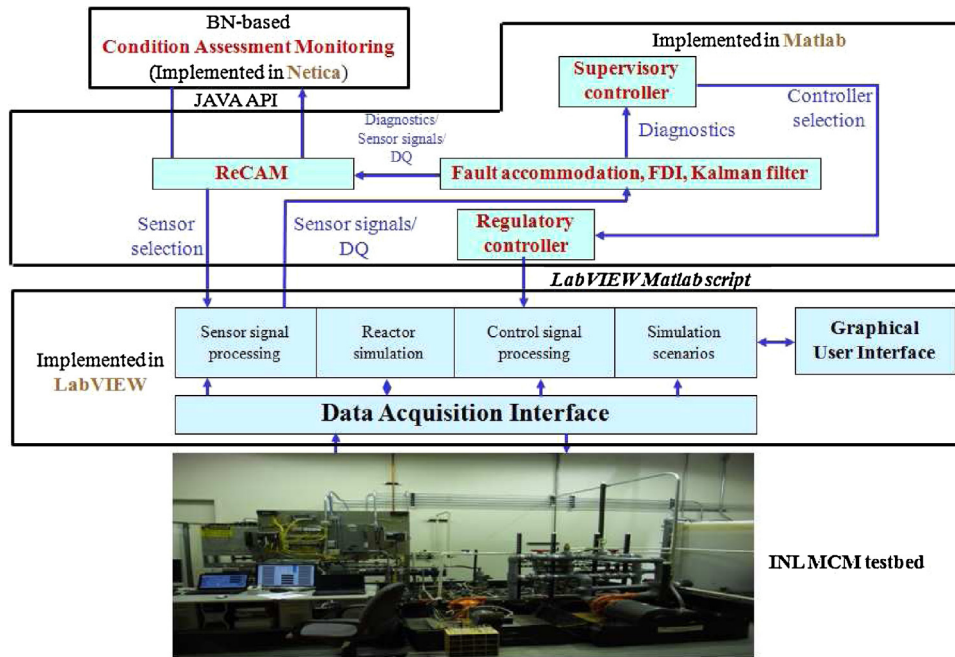 BN-based
Condition Assessment Monitoring
(Implemented in Netica)
JAVA API
Implemented in Matlab
Supervisory
controller
Controller
selection
Diagnostics/
Sensor signals/
DQ
Diagnostics
ReCAM
Fault accommodation, FDI, Kalman filter
Sensor
selection
Sensor signals/
DQ
Regulatory
controller
LabVIEW Matlab script
Implemented in
LabVIEW
Sensor signal
processing
Reactor
simulation
Control signal
processing
Simulation
scenarios
Graphical
User Interface
Data Acquisition Interface
INL MCM testbed